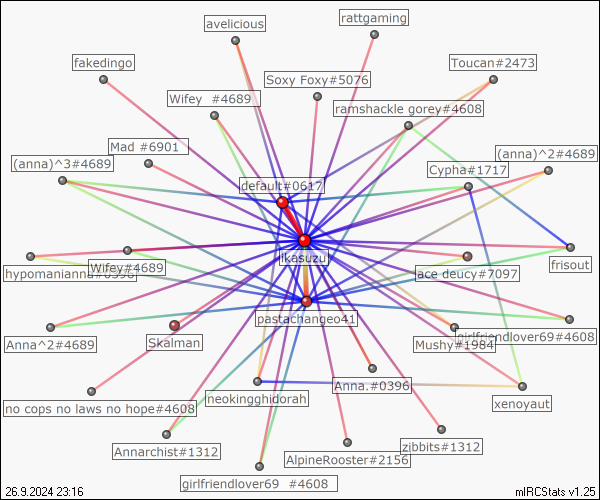 rattgaming
avelicious
fakedingo
Toucan#2473
Soxy Foxy#5076
Wifey #4689
ramshackle gorey#4608
Mad #6901
(anna)^2#4689
(anna)^3#4689
Cypha#1717
default#0617
ikasuzu
frisout
Wifey#4689
ace deucy#7097
pastachangeo41
girlfriendlover69#4608
Anna^2#4689
Skalman
Mushy#1984
Anna.#0396
neokingghidorah
xenoyaut
no cops no laws no hope#4608
zibbits#1312
Annarchist#1312
AlpineRooster#2156
girlfriendlover69 #4608
26.9.2024 23:16
mIRCStats v1.25